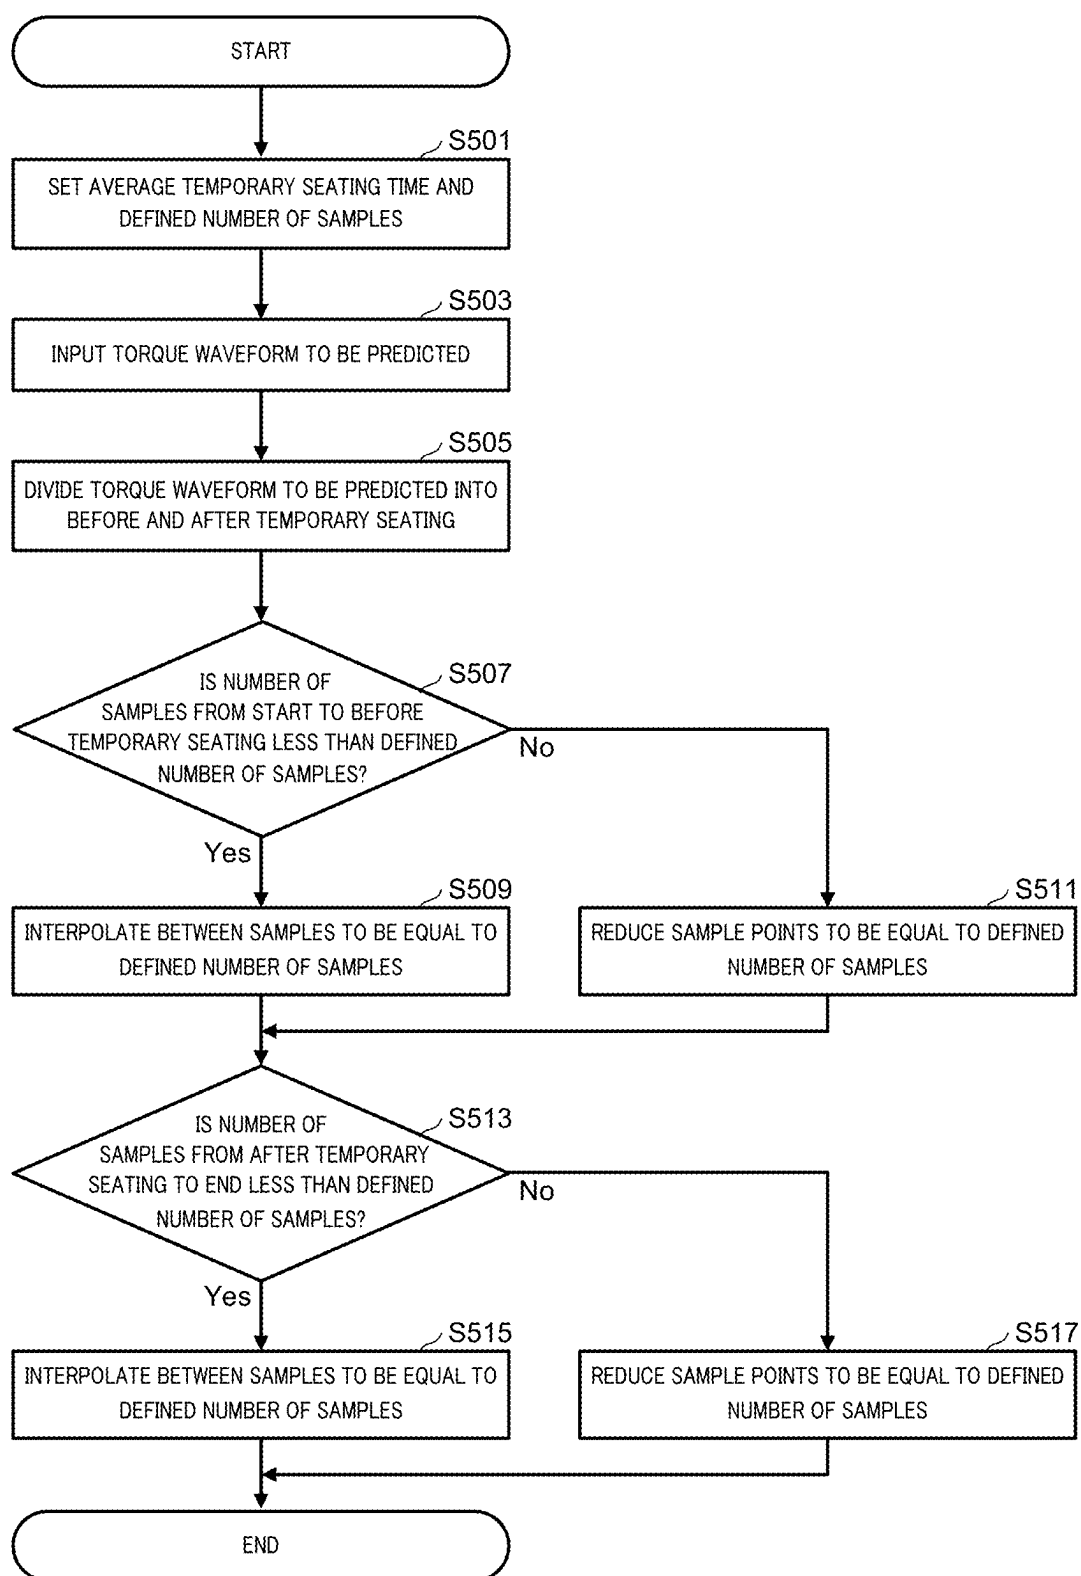 START
S501
SET AVERAGE TEMPORARY SEATING TIME AND
DEFINED NUMBER OF SAMPLES
S503
INPUT TORQUE WAVEFORM TO BE PREDICTED
S505
DIVIDE TORQUE WAVEFORM TO BE PREDICTED INTO
BEFORE AND AFTER TEMPORARY SEATING
S507
IS NUMBER OF
SAMPLES FROM START TO BEFORE
TEMPORARY SEATING LESS THAN DEFINED
NUMBER OF SAMPLES?
No
Yes
S509
INTERPOLATE BETWEEN SAMPLES TO BE EQUAL TO
DEFINED NUMBER OF SAMPLES
S511
REDUCE SAMPLE POINTS TO BE EQUAL TO DEFINED
NUMBER OF SAMPLES
S513
IS NUMBER OF
SAMPLES FROM AFTER TEMPORARY
SEATING TO END LESS THAN DEFINED
NUMBER OF SAMPLES?
No
Yes
S515
INTERPOLATE BETWEEN SAMPLES TO BE EQUAL TO
DEFINED NUMBER OF SAMPLES
S517
REDUCE SAMPLE POINTS TO BE EQUAL TO DEFINED
NUMBER OF SAMPLES
END